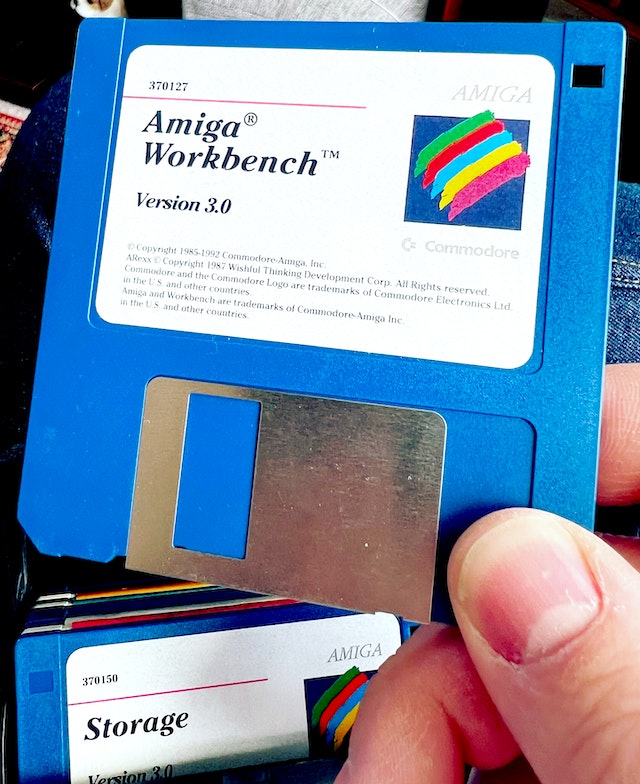 370127
AMIGA
Amiga®
Workbench™
Version 3.0
Commodore
© Copyright 1985-1992 Commodore-Amiga, Inc.
ARexx © Copyright 1987 Wishful Thinking Development Corp. All Rights reserved.
Commodore and the Commodore Logo are trademarks of Commodore Electronics Ltd.
in the U.S. and other countries.
Amiga and Workbench are trademarks of Commodore-Amiga Inc.
in the U.S. and other countries.
AMIGA
370150
Storage
Version 3.0